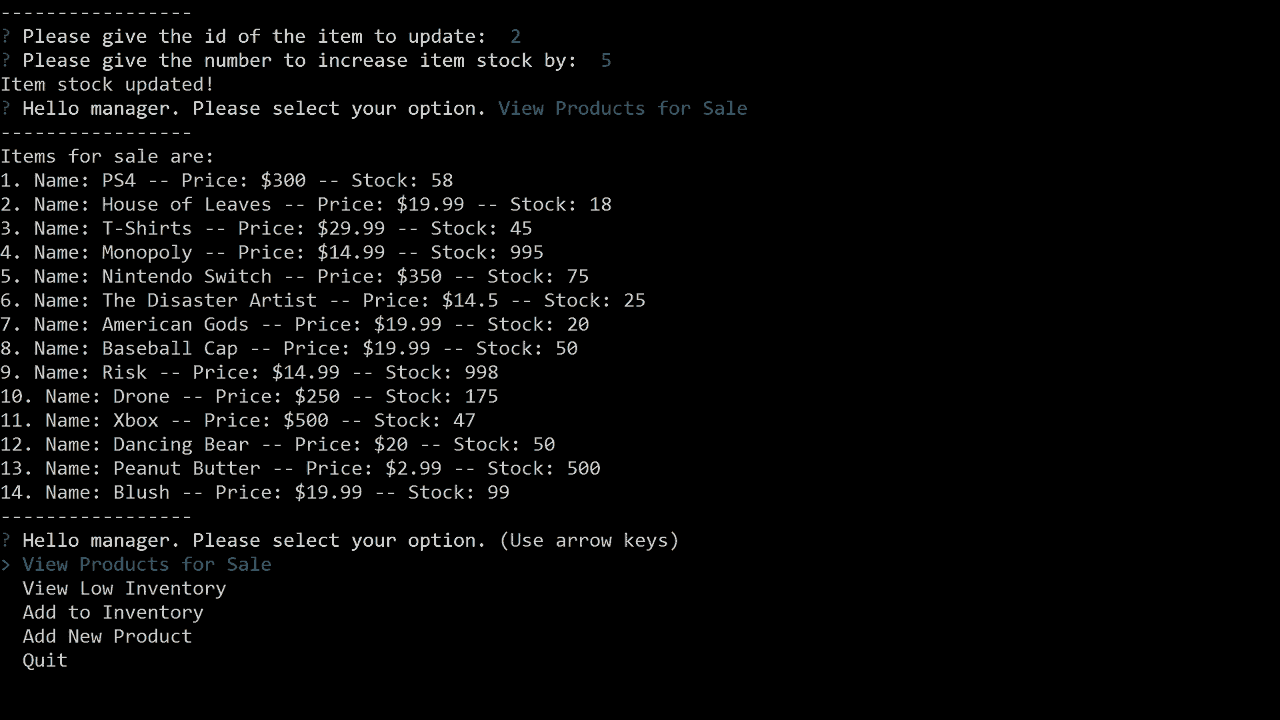 -----------------
? Please give the id of the item to update:  2
? Please give the number to increase item stock by:  5
Item stock updated!
? Hello manager. Please select your option. View Products for Sale
-----------------
Items for sale are:
1. Name: PS4 -- Price: $300 -- Stock: 58
2. Name: House of Leaves -- Price: $19.99 -- Stock: 18
3. Name: T-Shirts -- Price: $29.99 -- Stock: 45
4. Name: Monopoly -- Price: $14.99 -- Stock: 995
5. Name: Nintendo Switch -- Price: $350 -- Stock: 75
6. Name: The Disaster Artist -- Price: $14.5 -- Stock: 25
7. Name: American Gods -- Price: $19.99 -- Stock: 20
8. Name: Baseball Cap -- Price: $19.99 -- Stock: 50
9. Name: Risk -- Price: $14.99 -- Stock: 998
10. Name: Drone -- Price: $250 -- Stock: 175
11. Name: Xbox -- Price: $500 -- Stock: 47
12. Name: Dancing Bear -- Price: $20 -- Stock: 50
13. Name: Peanut Butter -- Price: $2.99 -- Stock: 500
14. Name: Blush -- Price: $19.99 -- Stock: 99
-----------------
? Hello manager. Please select your option. (Use arrow keys)
> View Products for Sale
  View Low Inventory
  Add to Inventory
  Add New Product
  Quit